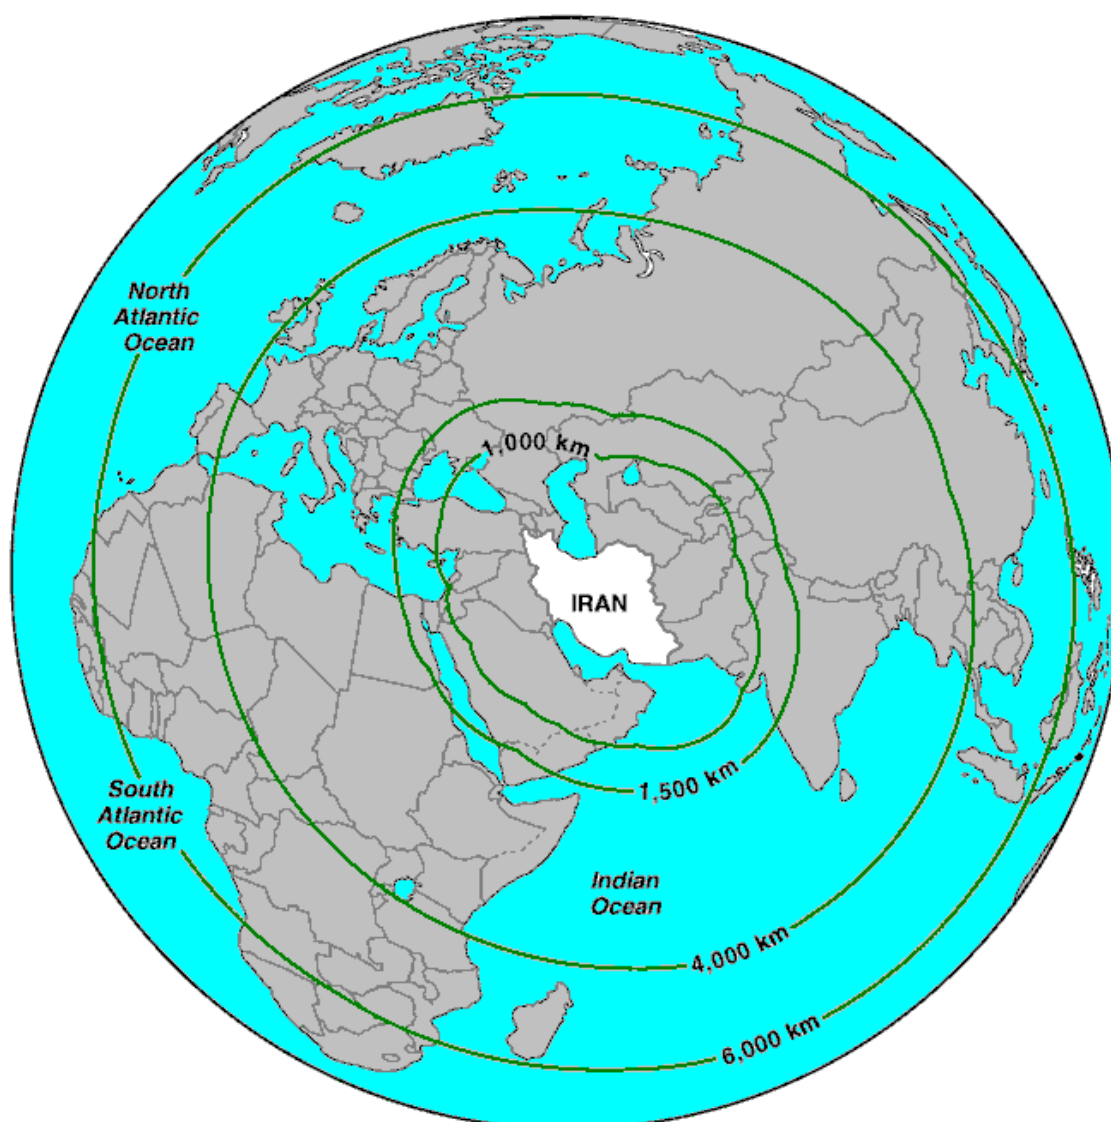 North
Atlantic
Ocean
1,000 km
IRAN
1,500 km
South
Atlantic
Ocean
Indian
Ocean
4,000 km
6,000 km